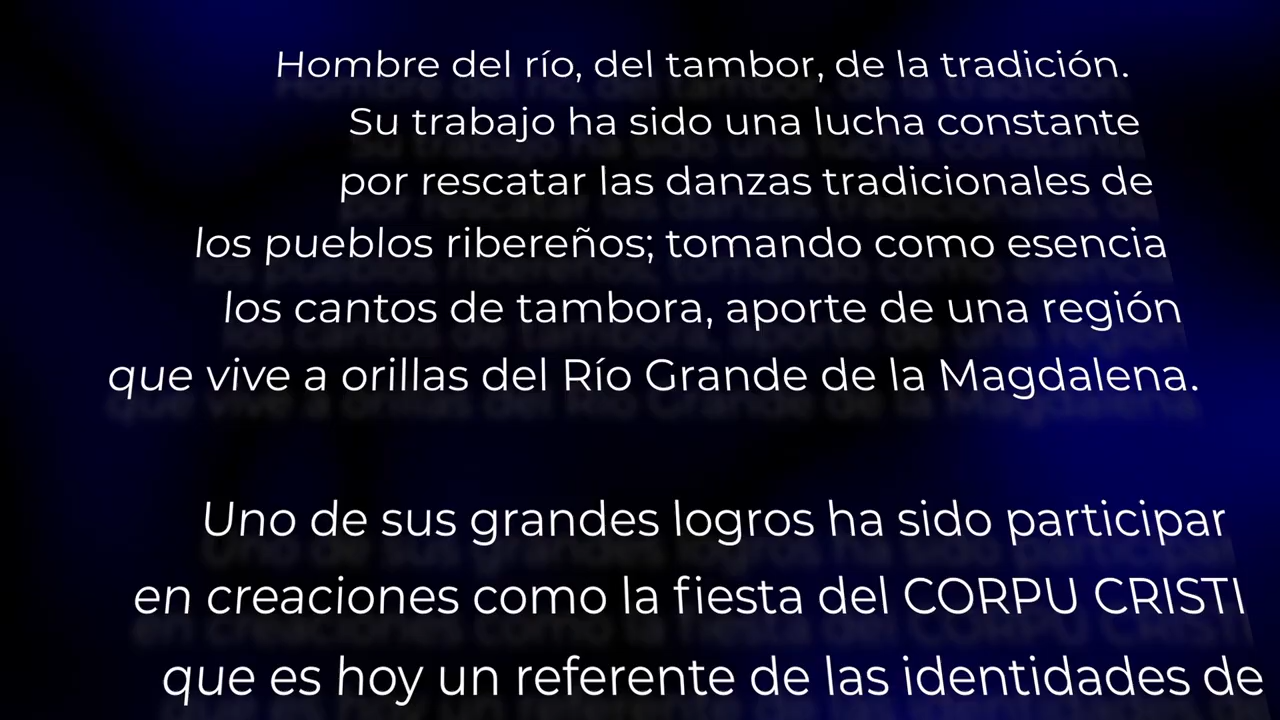 Hombre del río, del tambor, de la tradición.
Su trabajo ha sido una lucha constante
por rescatar las danzas tradicionales de
los pueblos ribereños; tomando como esencia
los cantos de tambora, aporte de una región
que vive a orillas del Río Grande de la Magdalena.
Uno de sus grandes logros ha sido participar
en creaciones como la fiesta del CORPU CRISTI
que es hoy un referente de las identidades de